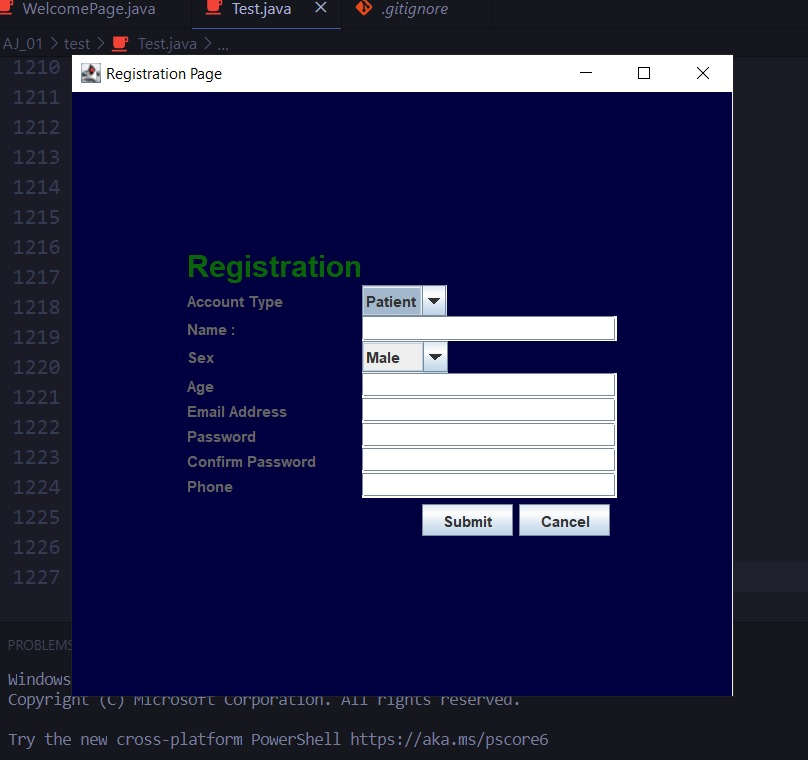 WelcomePage.java Test.java .gitignore
AJ_01 > test > Test.java > ...
Registration Page
1210
1211
1212
1213
1214
1215
1216
1217
1218
1219
1220
1221
1222
1223
1224
1225
1226
1227
Registration
Account Type Patient
Name :
Sex Male
Age
Email Address
Password
Confirm Password
Phone
Submit Cancel
PROBLEMS
Windows
Copyright (C) Microsoft Corporation. All rights reserved.
Try the new cross-platform PowerShell https://aka.ms/pscore6